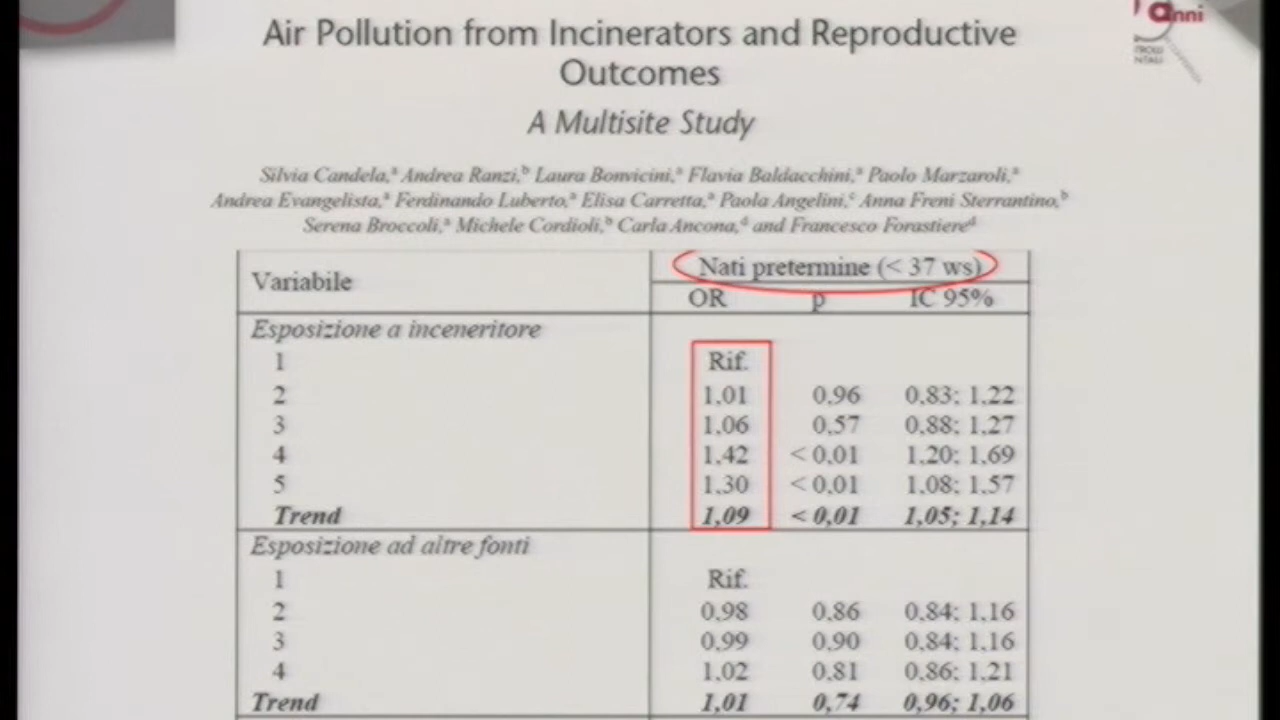 anni
TROLLI
NTALI
Air Pollution from Incinerators and Reproductive
Outcomes
A Multisite Study
Silvia Candela,ᵃ Andrea Ranzi,ᵇ Laura Bonvicini,ᵃ Flavia Baldacchini,ᵃ Paolo Marzaroli,ᵃ
Andrea Evangelista,ᵃ Ferdinando Luberto,ᵃ Elisa Carretta,ᵃ Paola Angelini,ᶜ Anna Freni Sterrantino,ᵇ
Serena Broccoli,ᵃ Michele Cordioli,ᵇ Carla Ancona,ᵈ and Francesco Forastiereᵈ
Variabile Nati pretermine (< 37 ws)
OR p IC 95%
Esposizione a inceneritore
1 Rif.
2 1,01 0,96 0,83; 1,22
3 1,06 0,57 0,88; 1,27
4 1,42 < 0,01 1,20; 1,69
5 1,30 < 0,01 1,08; 1,57
Trend 1,09 < 0,01 1,05; 1,14
Esposizione ad altre fonti
1 Rif.
2 0,98 0,86 0,84; 1,16
3 0,99 0,90 0,84; 1,16
4 1,02 0,81 0,86; 1,21
Trend 1,01 0,74 0,96; 1,06